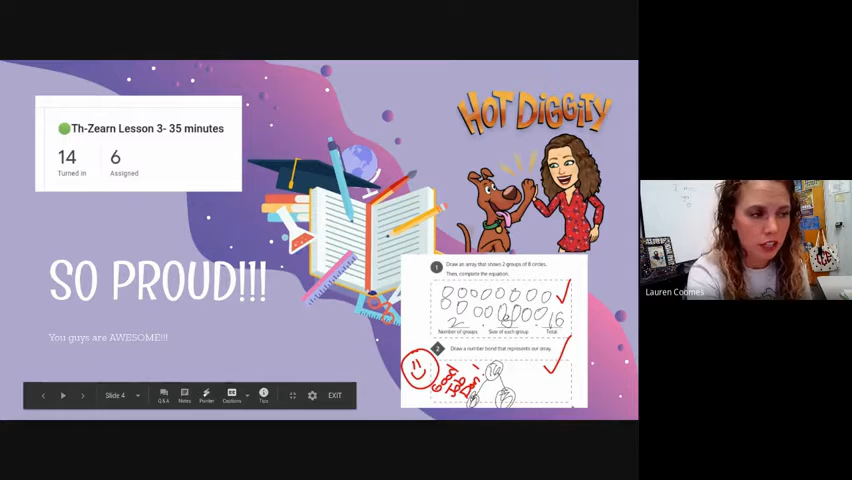 Th-Zearn Lesson 3- 35 minutes
14
6
Turned in
Assigned
HOT DIGGITY
SO PROUD!!!
You guys are AWESOME!!!
1 Draw an array that shows 2 groups of 8 circles.
Then, complete the equation.
2
8
16
Number of groups
Size of each group
Total
2 Draw a number bond that represents our array.
16
Slide 4
Q&A
Notes
Pointer
Captions
Tips
EXIT
Lauren Coomes